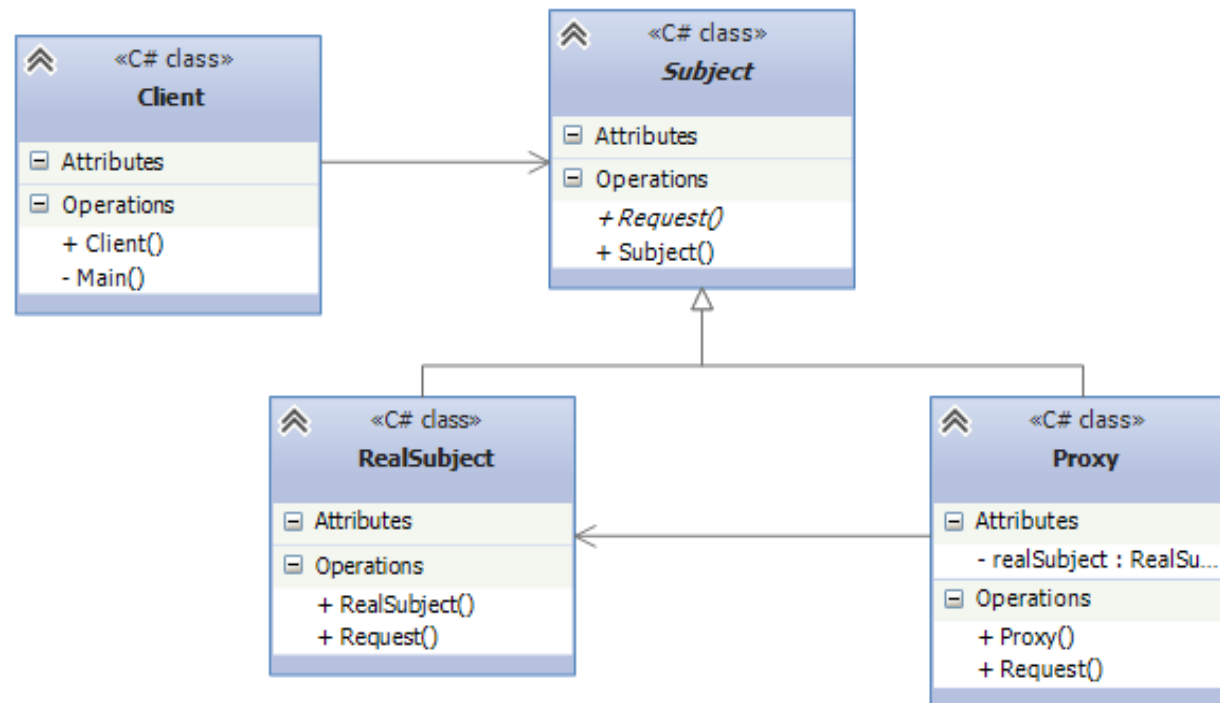 «C# class»
Client
Attributes
Operations
+ Client()
- Main()
«C# class»
Subject
Attributes
Operations
+ Request()
+ Subject()
«C# class»
RealSubject
Attributes
Operations
+ RealSubject()
+ Request()
«C# class»
Proxy
Attributes
- realSubject : RealSu...
Operations
+ Proxy()
+ Request()